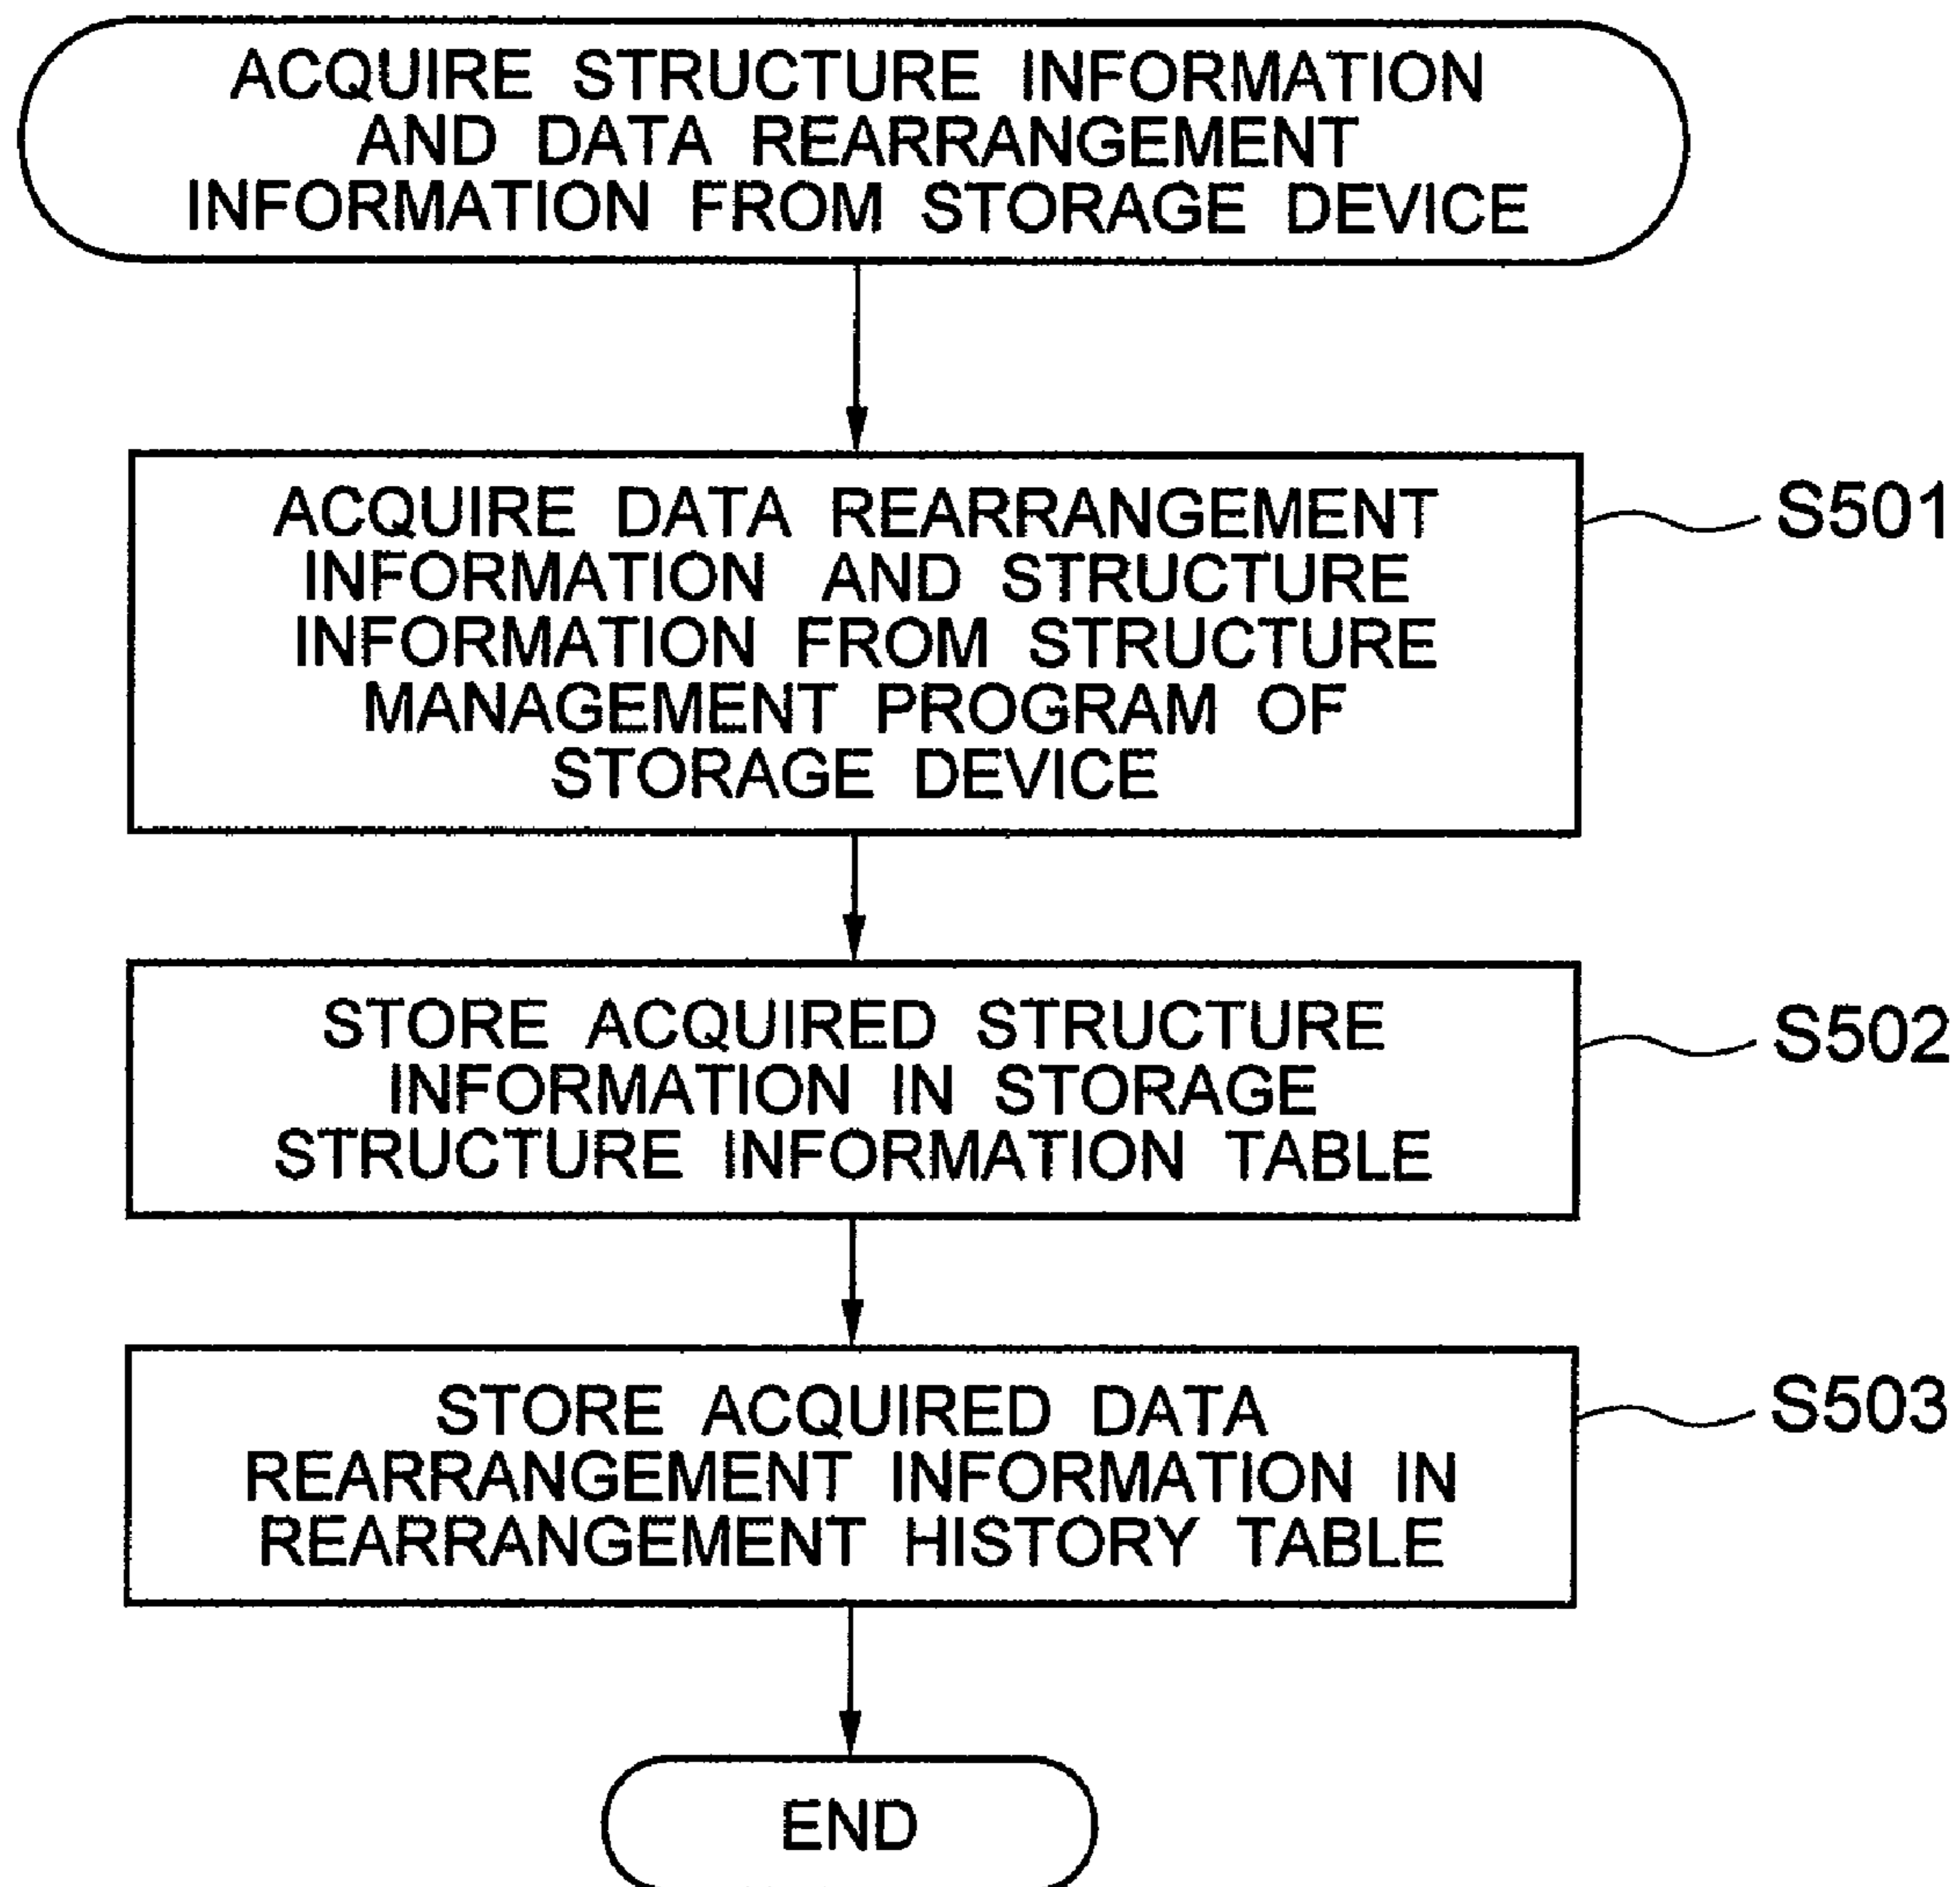 ACQUIRE STRUCTURE INFORMATION
AND DATA REARRANGEMENT
INFORMATION FROM STORAGE DEVICE
ACQUIRE DATA REARRANGEMENT
INFORMATION AND STRUCTURE
INFORMATION FROM STRUCTURE
MANAGEMENT PROGRAM OF
STORAGE DEVICE
S501
STORE ACQUIRED STRUCTURE
INFORMATION IN STORAGE
STRUCTURE INFORMATION TABLE
S502
STORE ACQUIRED DATA
REARRANGEMENT INFORMATION IN
REARRANGEMENT HISTORY TABLE
S503
END